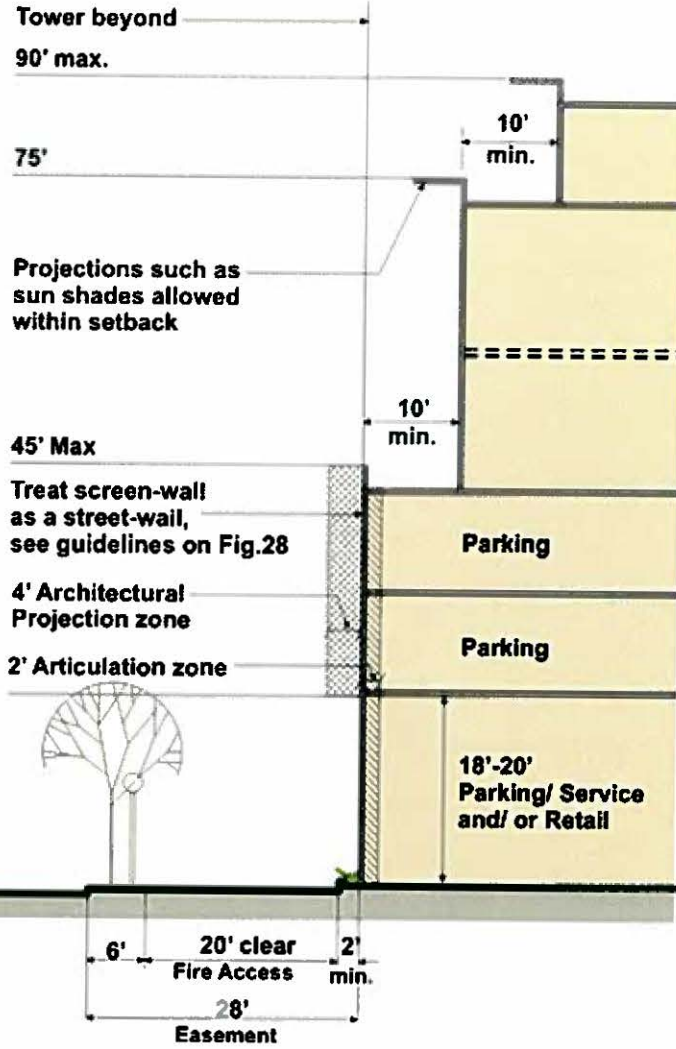 Tower beyond
90' max.
10'
min.
75'
Projections such as
sun shades allowed
within setback
10'
min.
45' Max
Treat screen-wall
as a street-wail,
see guidelines on Fig.28
Parking
4' Architectural
Projection zone
Parking
2' Articulation zone
18'-20'
Parking/ Service
and/ or Retail
6'
20' clear
Fire Access
2'
min.
28'
Easement